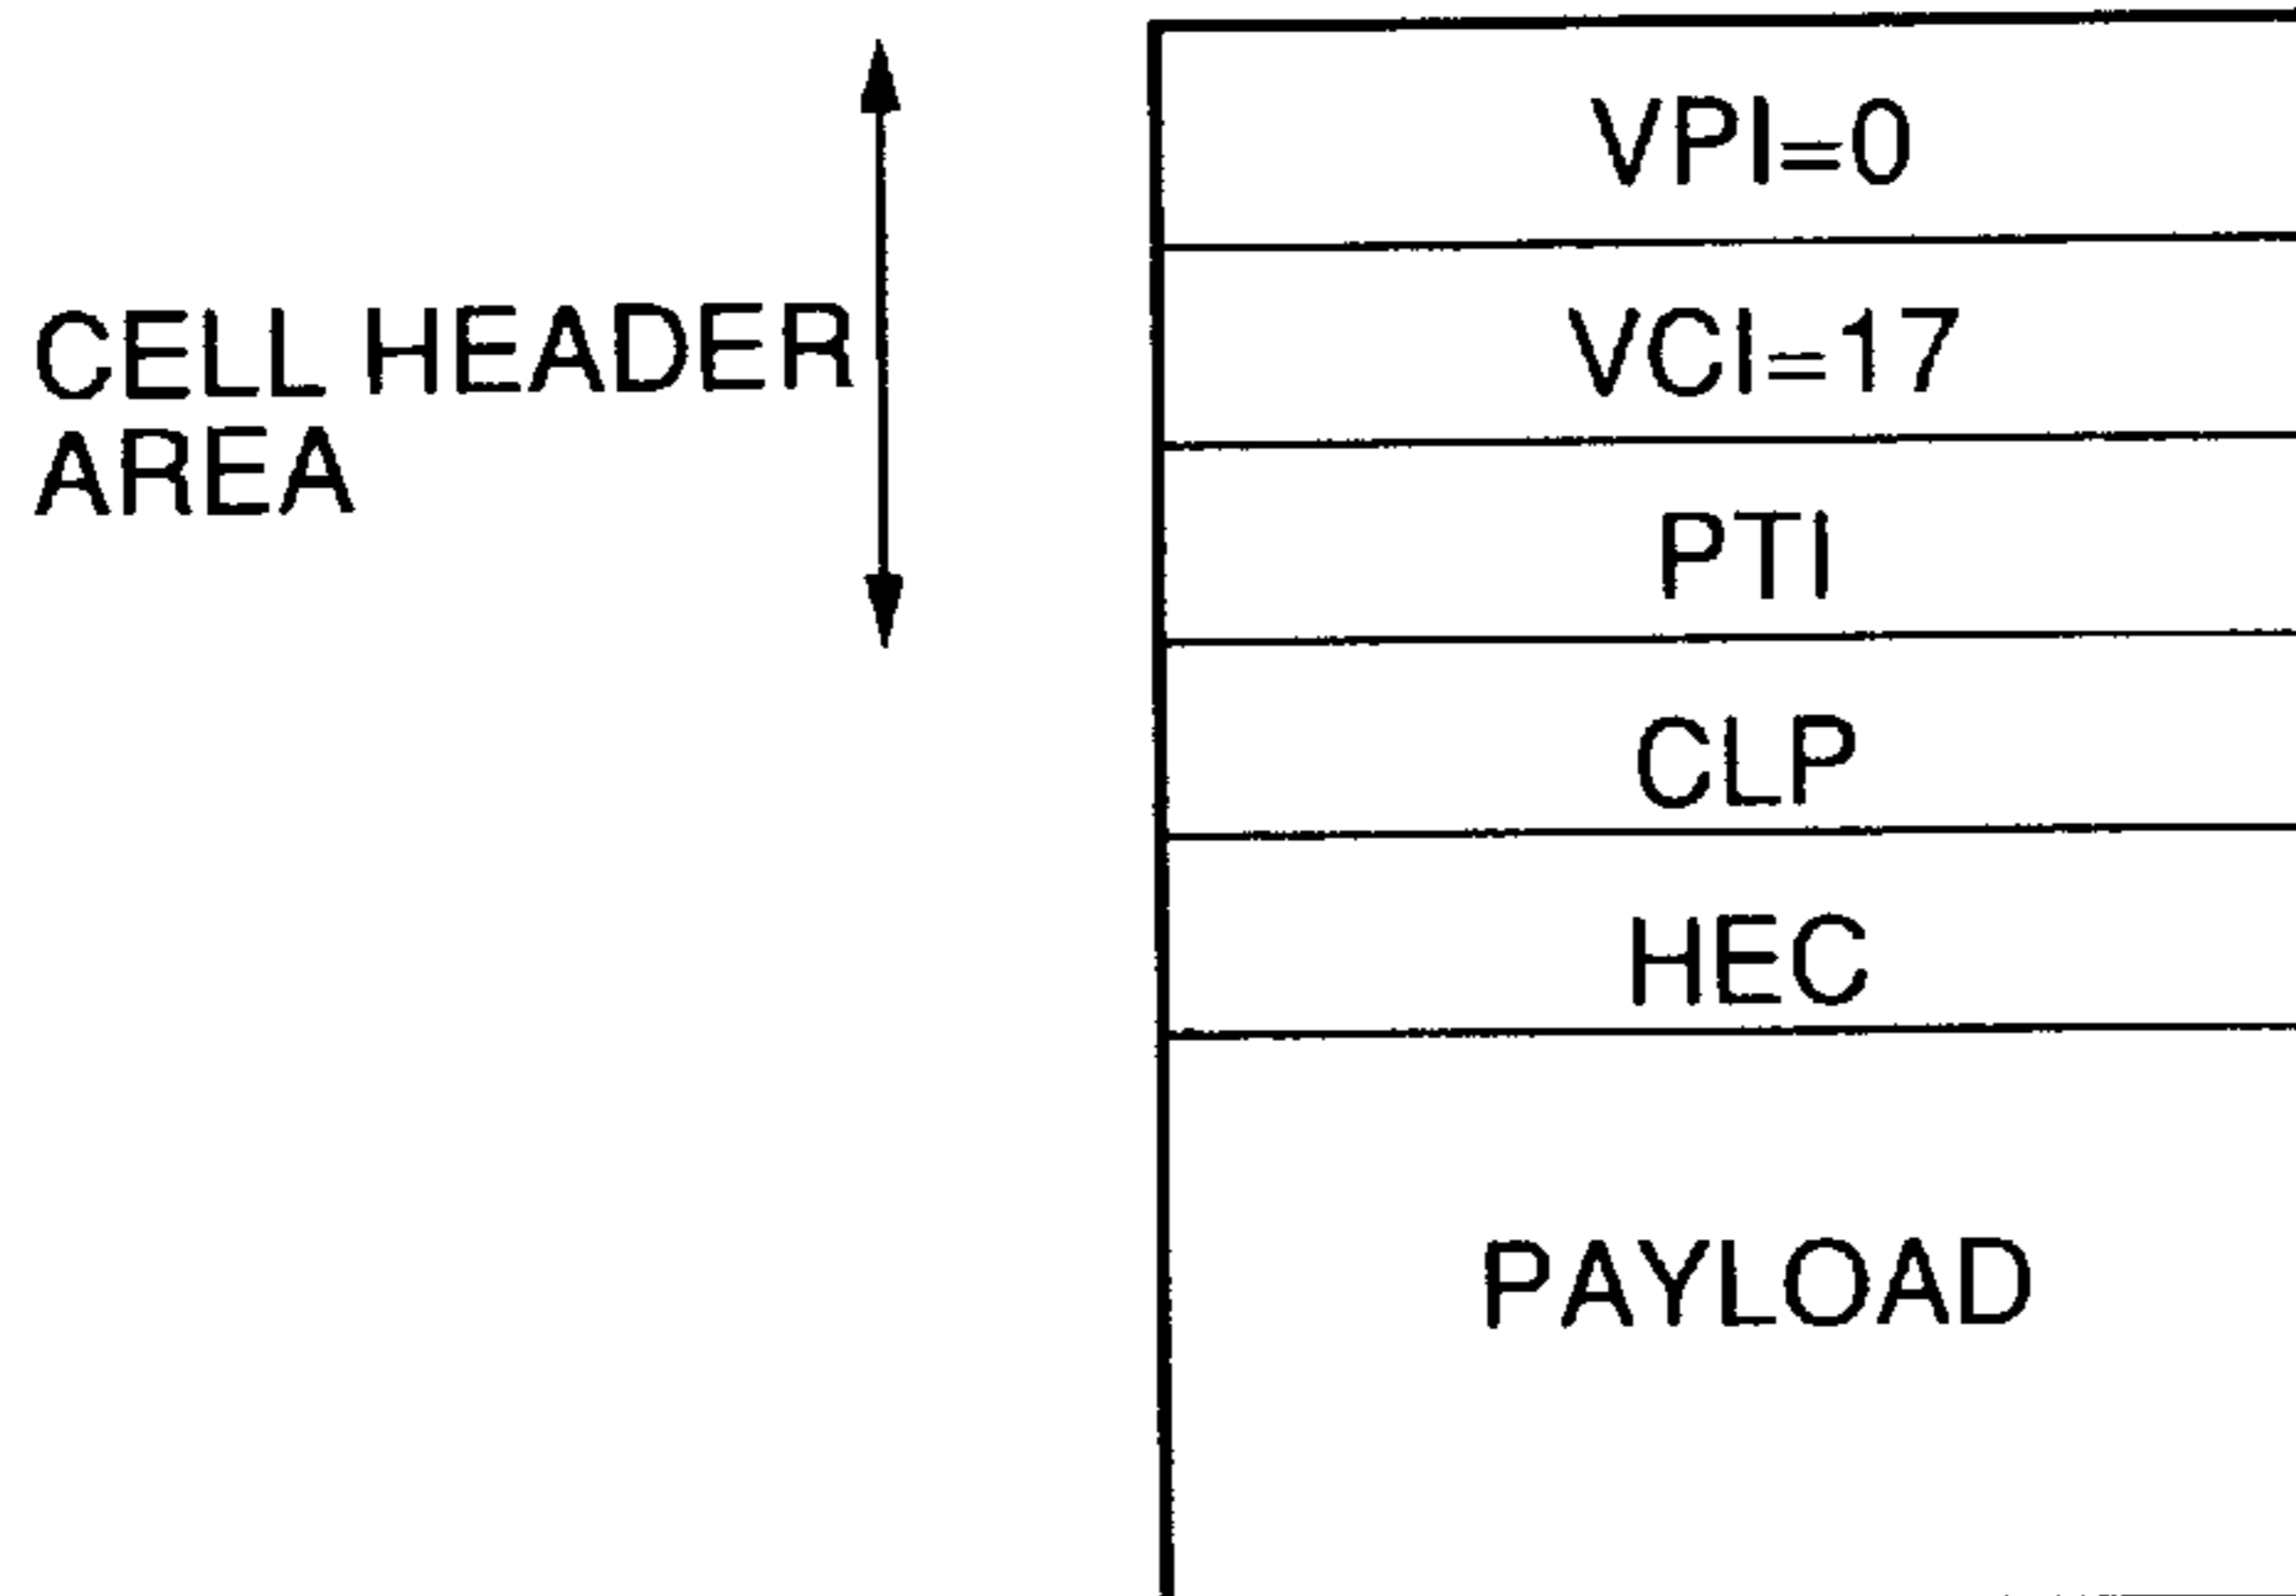 VPI=0
CELL HEADER
AREA
VCI=17
PTI
CLP
HEC
PAYLOAD